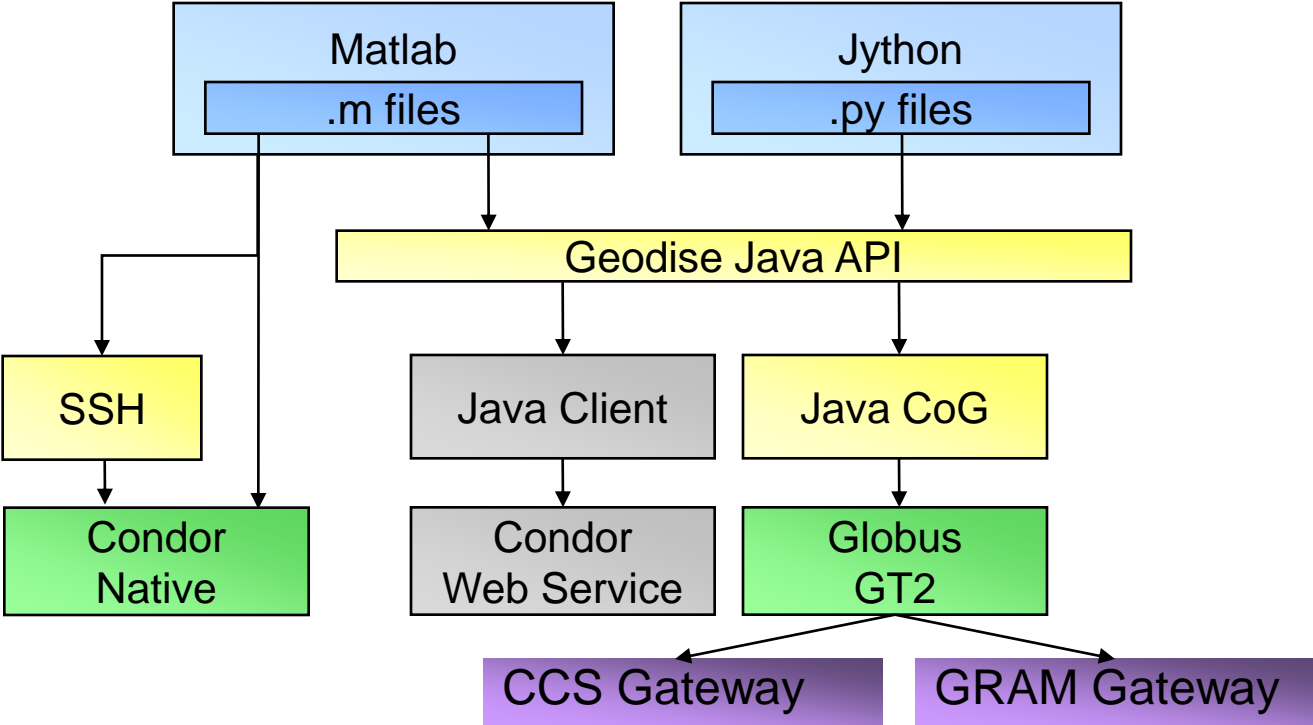 Matlab
.m files
Jython
.py files
Geodise Java API
SSH
Java Client
Java CoG
Condor
Native
Condor
Web Service
Globus
GT2
CCS Gateway
GRAM Gateway